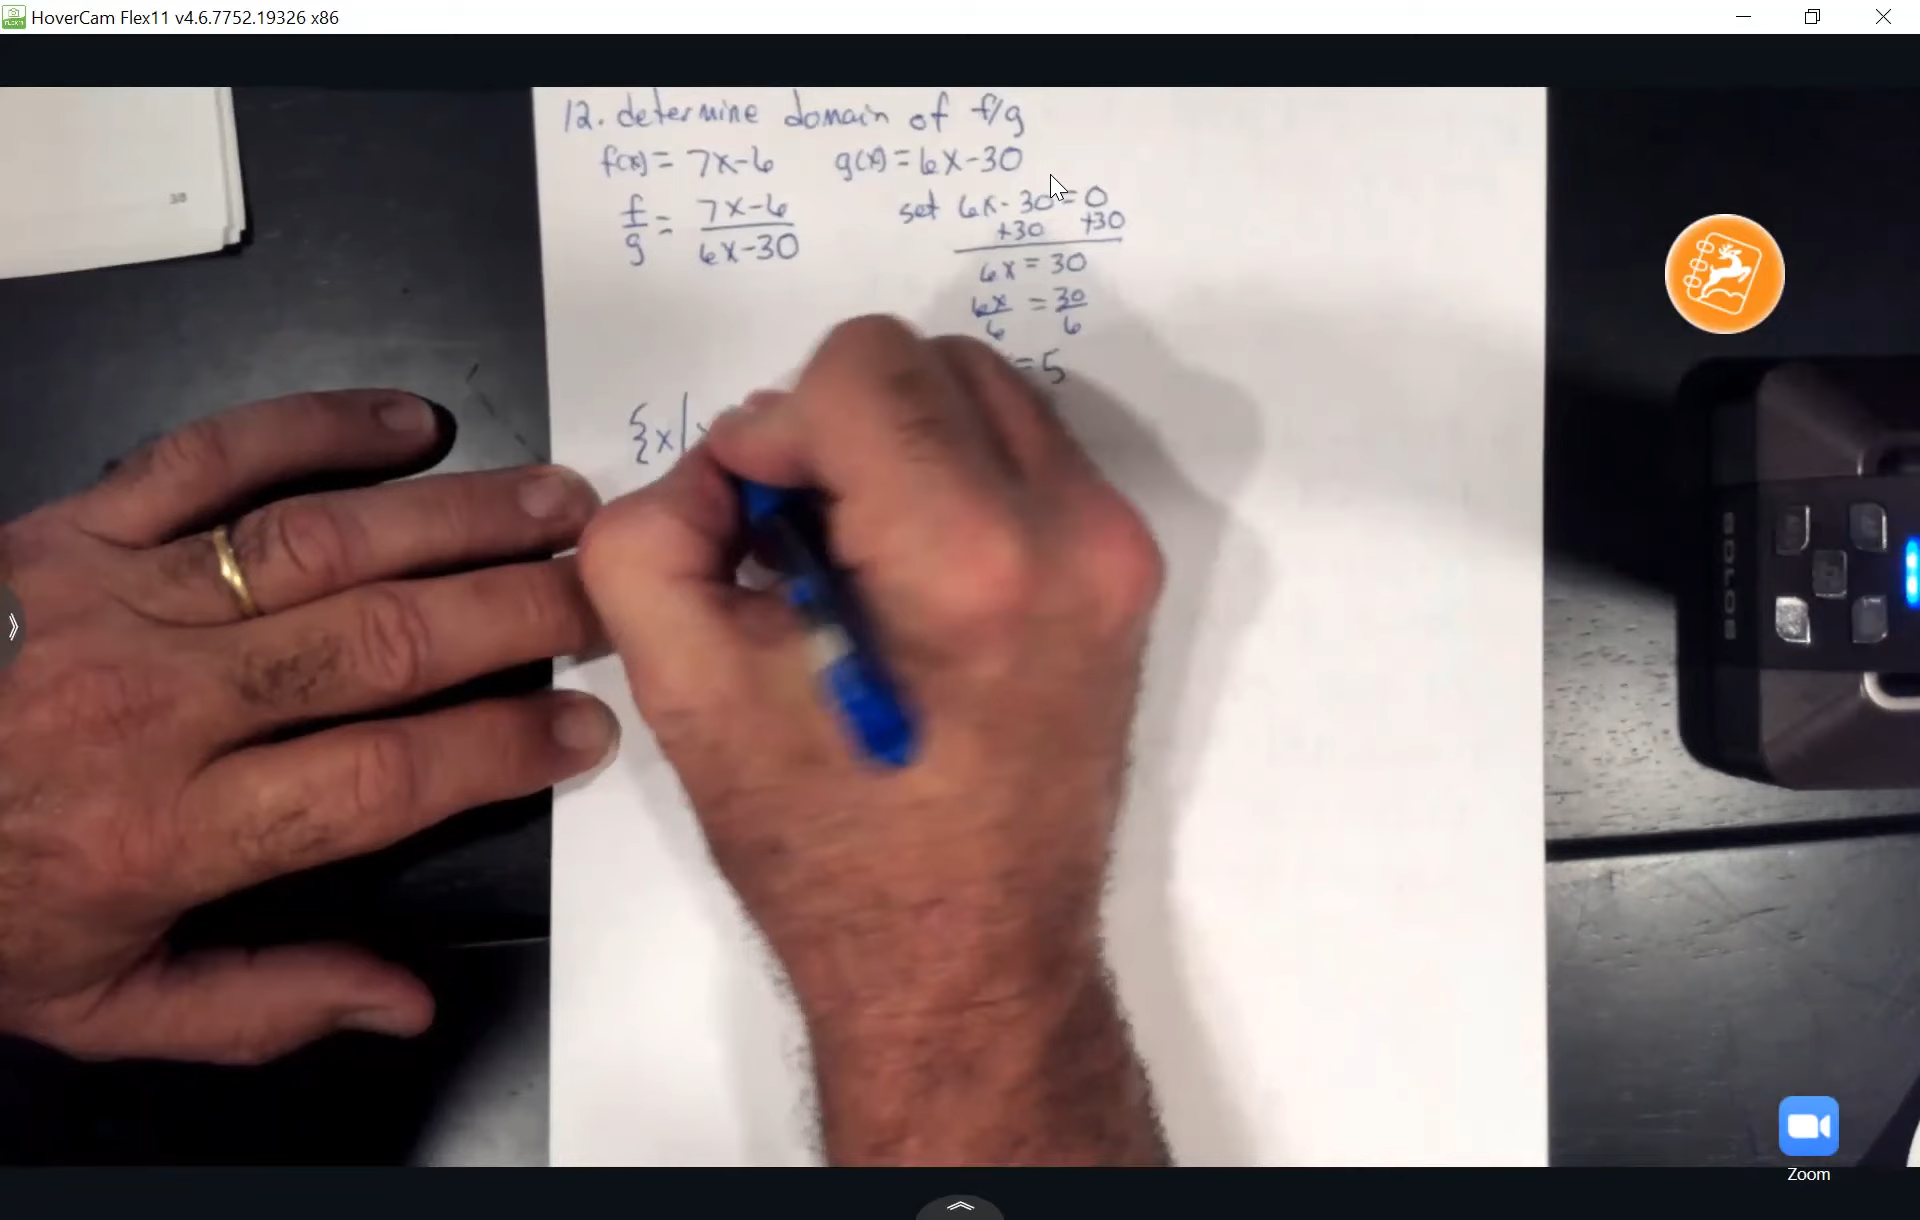 HoverCam Flex11 v4.6.7752.19326 x86
12. determine domain of f/g
f(x) = 7x-6 g(x) = 6x-30
f/g = 7x-6/6x-30
set 6x-30=0
+30 +30
6x = 30
6x/6 = 30/6
=5
{x|x
BOLOS
Zoom